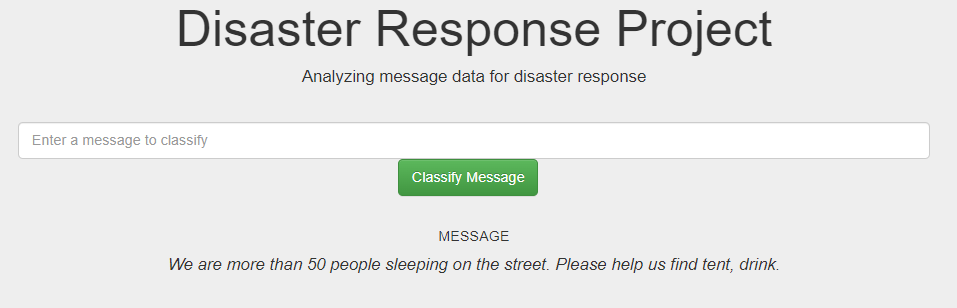 Disaster Response Project
Analyzing message data for disaster response
Enter a message to classify
Classify Message
MESSAGE
We are more than 50 people sleeping on the street. Please help us find tent, drink.